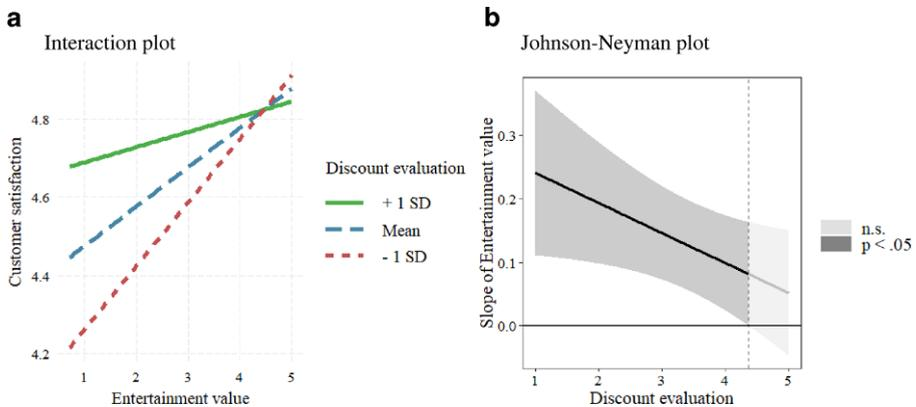 a
Interaction plot
Customer satisfaction
4.8
4.6
4.4
4.2
1 2 3 4 5
Entertainment value
Discount evaluation
+ 1 SD
Mean
- 1 SD
b
Johnson-Neyman plot
Slope of Entertainment value
0.3
0.2
0.1
0.0
1 2 3 4 5
Discount evaluation
n.s.
p < .05